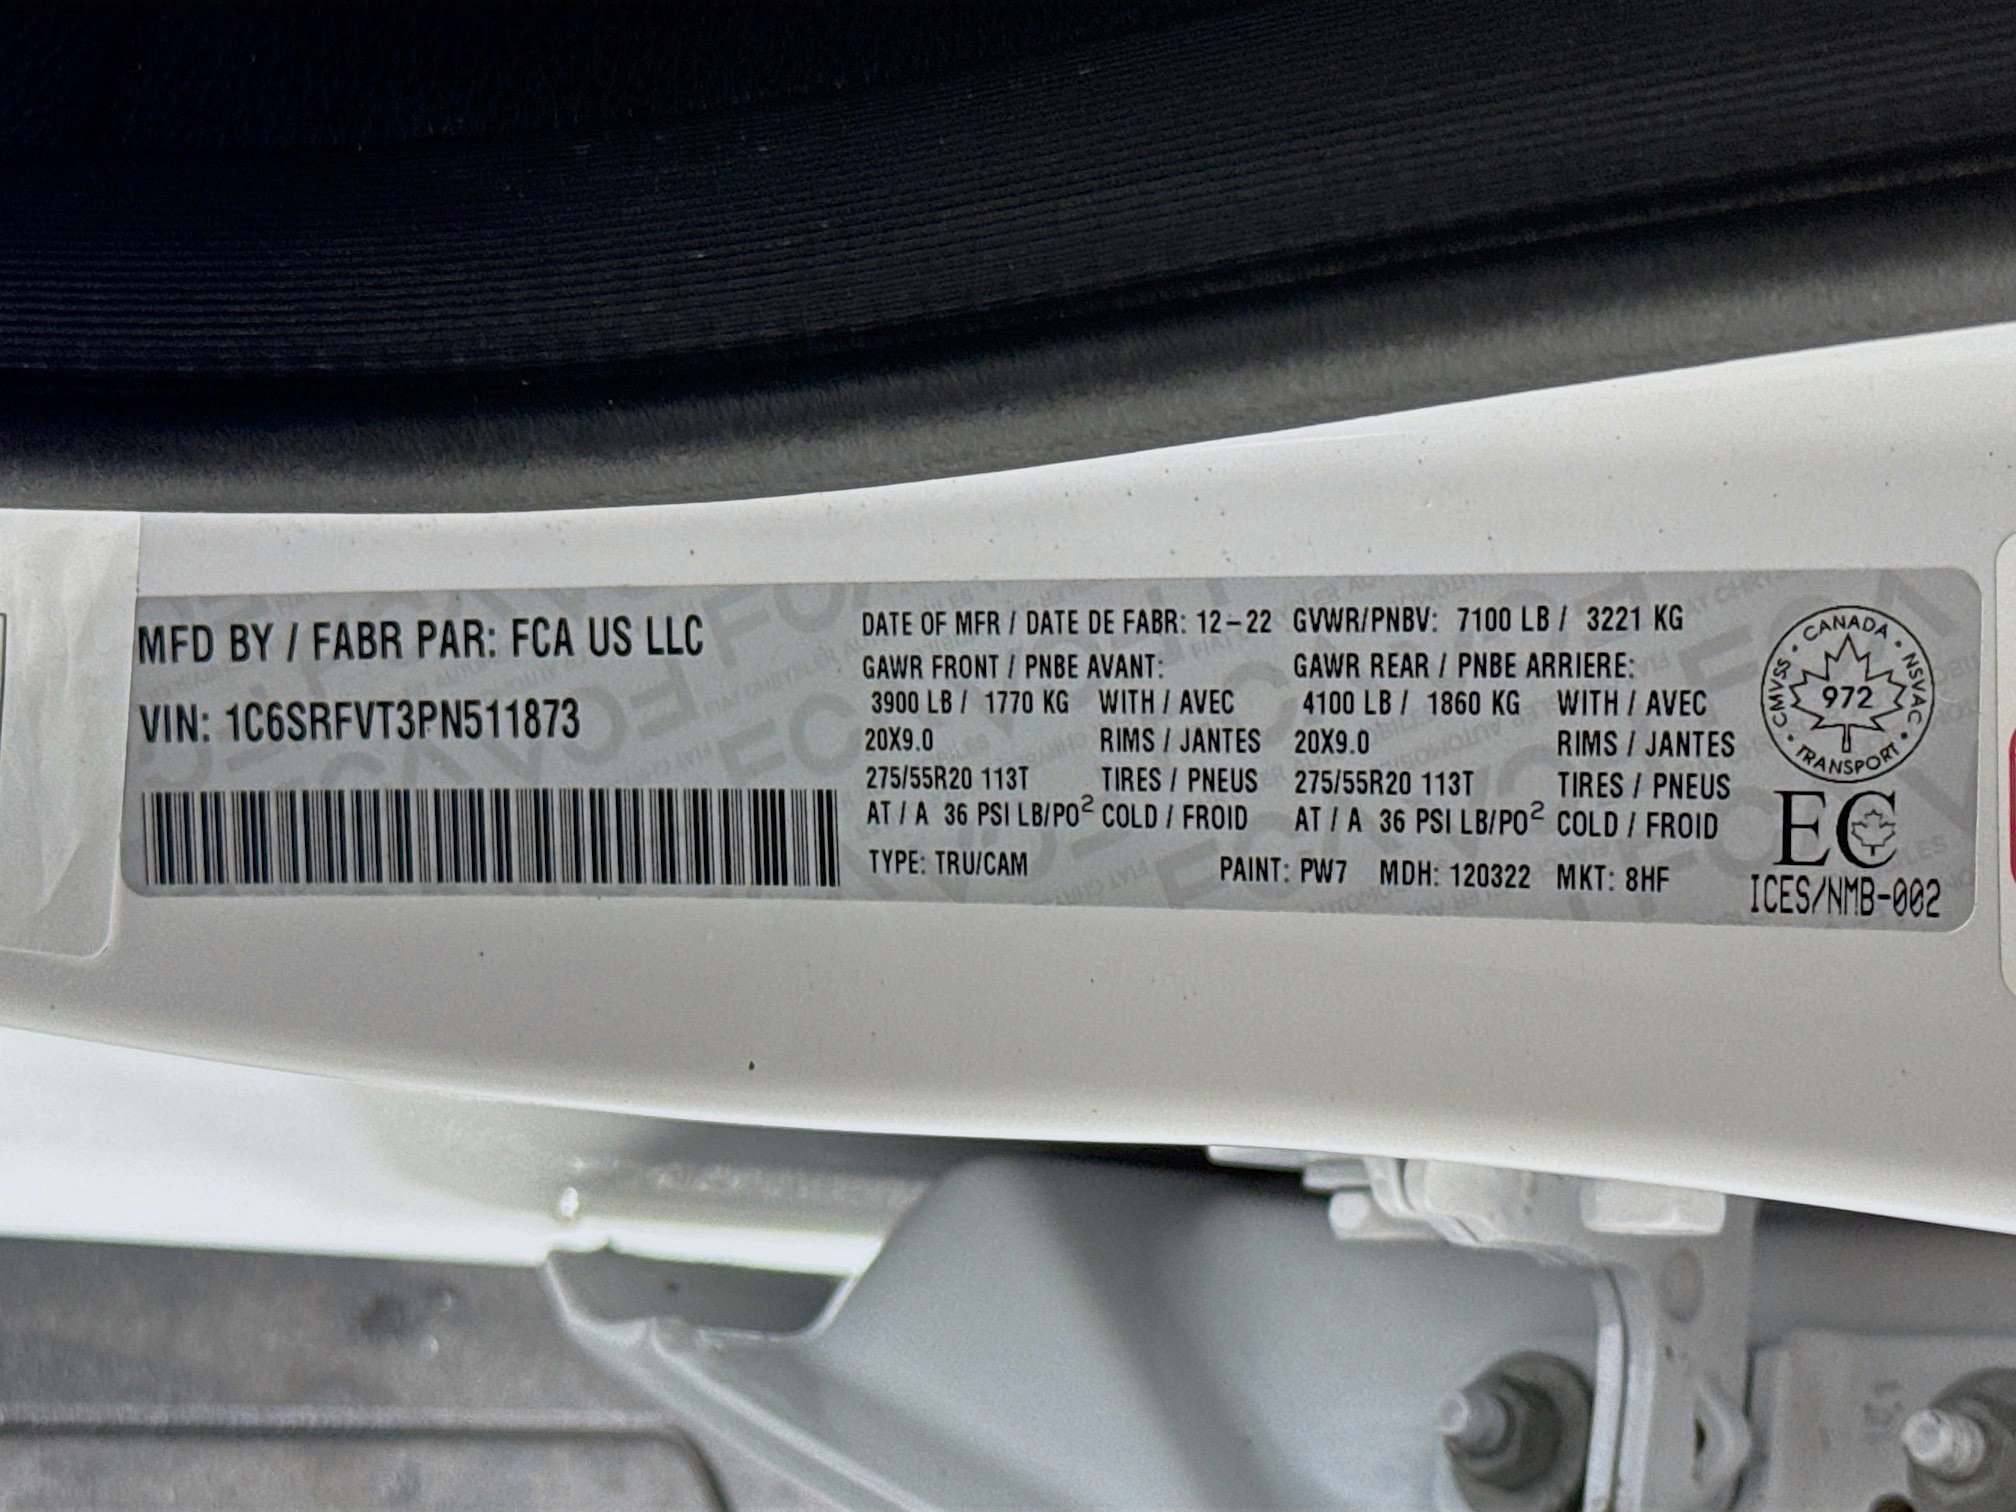 MFD BY / FABR PAR: FCA US LLC
VIN: 1C6SRFVT3PN511873
DATE OF MFR / DATE DE FABR: 12-22 GVWR/PNBV: 7100 LB / 3221 KG
GAWR FRONT / PNBE AVANT: GAWR REAR / PNBE ARRIERE:
3900 LB / 1770 KG WITH / AVEC 4100 LB / 1860 KG WITH / AVEC
20X9.0 RIMS / JANTES 20X9.0 RIMS / JANTES
275/55R20 113T TIRES / PNEUS 275/55R20 113T TIRES / PNEUS
AT / A 36 PSI LB/PO² COLD / FROID AT / A 36 PSI LB/PO² COLD / FROID
TYPE: TRU/CAM PAINT: PW7 MDH: 120322 MKT: 8HF
CANADA
CMVSS · NSVAC
972
TRANSPORT
EC
ICES/NMB-002